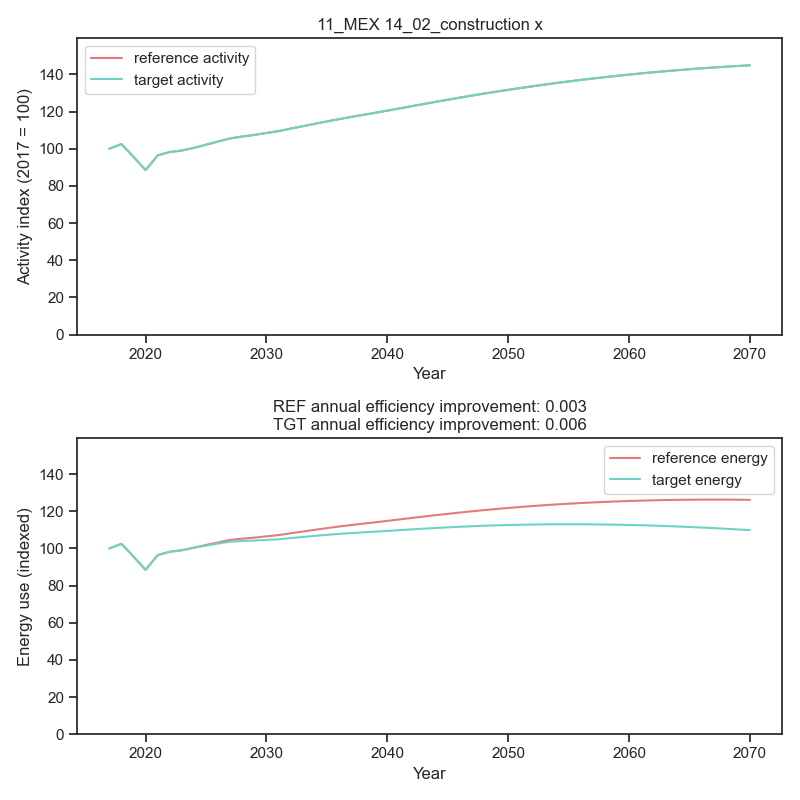 11_MEX 14_02_construction x
reference activity
target activity
Activity index (2017 = 100)
140
120
100
80
60
40
20
0
2020
2030
2040
2050
2060
2070
Year
REF annual efficiency improvement: 0.003
TGT annual efficiency improvement: 0.006
reference energy
target energy
Energy use (indexed)
140
120
100
80
60
40
20
0
2020
2030
2040
2050
2060
2070
Year